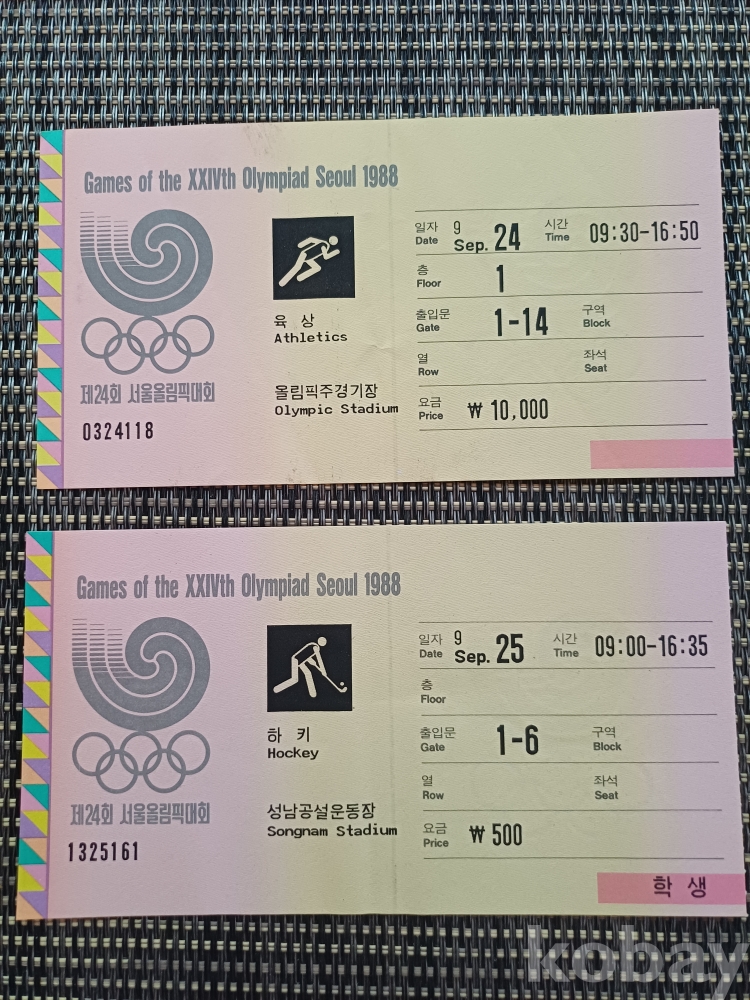 Games of the XXIVth Olympiad Seoul 1988
일자 9 시간
Date Sep. 24 Time 09:30-16:50
층
Floor 1
육 상
Athletics
출입문 구역
Gate 1-14 Block
열 좌석
Row Seat
제24회 서울올림픽대회
올림픽주경기장
Olympic Stadium
요금
Price ₩ 10,000
0324118
Games of the XXIVth Olympiad Seoul 1988
일자 9 시간
Date Sep. 25 Time 09:00-16:35
층
Floor
하 키
Hockey
출입문 구역
Gate 1-6 Block
열 좌석
Row Seat
제24회 서울올림픽대회
성남공설운동장
Songnam Stadium
요금
Price ₩ 500
1325161
학 생
kobay